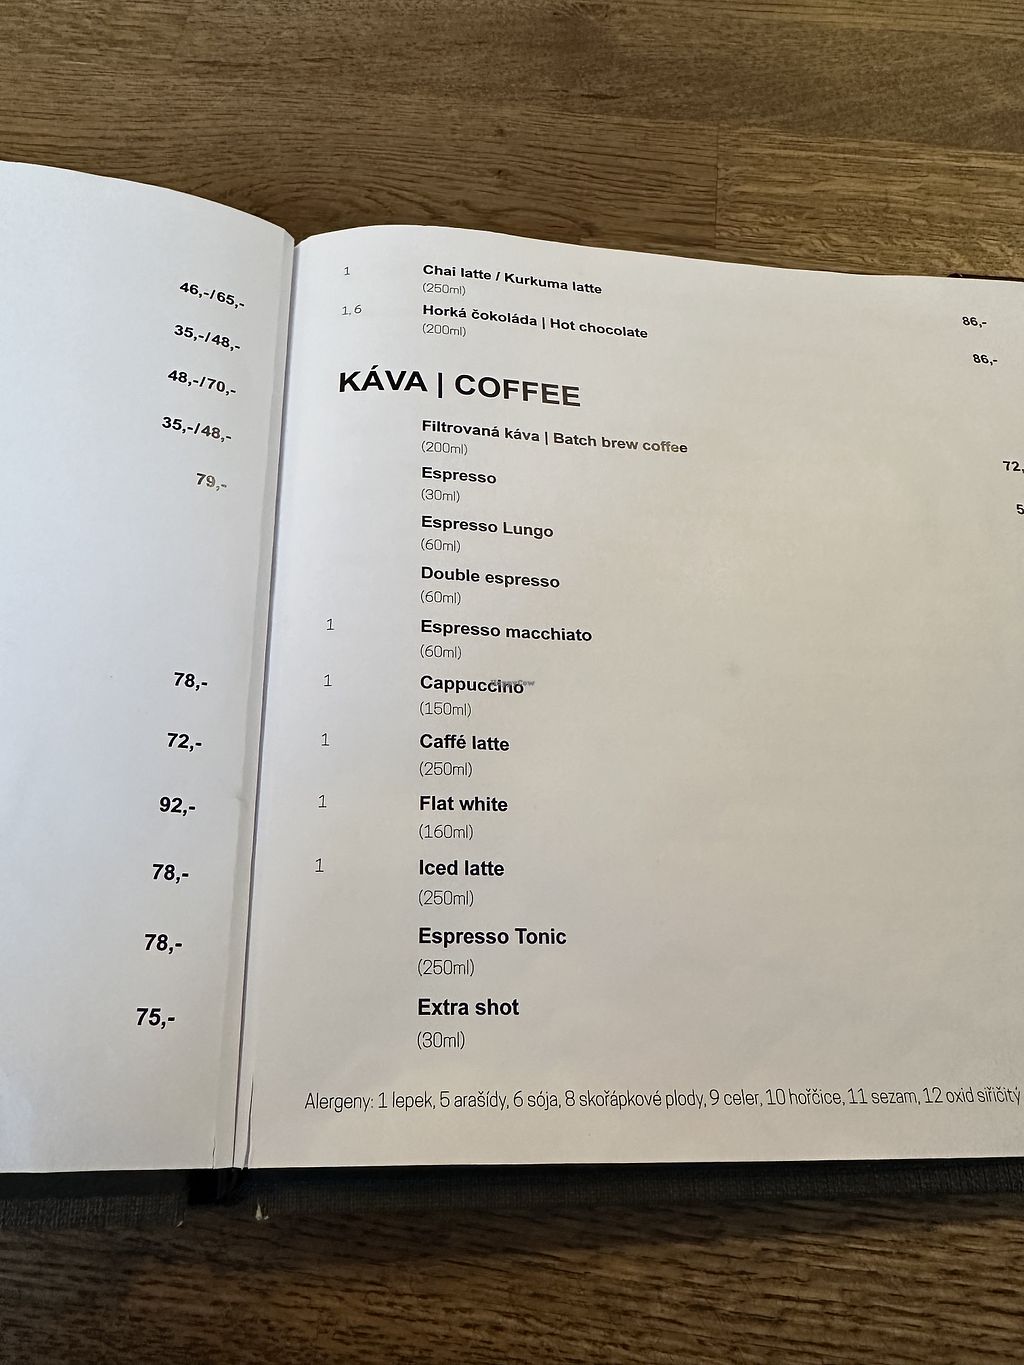 46,-/65,-
35,-/48,-
48,-/70,-
35,-/48,-
79,-
78,-
72,-
92,-
78,-
78,-
75,-
1 Chai latte / Kurkuma latte 86,-
(250ml)
1, 6 Horká čokoláda | Hot chocolate 86,-
(200ml)
KÁVA | COFFEE
Filtrovaná káva | Batch brew coffee 72,
(200ml)
Espresso 5
(30ml)
Espresso Lungo
(60ml)
Double espresso
(60ml)
1 Espresso macchiato
(60ml)
1 Cappuccino
HappyCow
(150ml)
1 Caffé latte
(250ml)
1 Flat white
(160ml)
1 Iced latte
(250ml)
Espresso Tonic
(250ml)
Extra shot
(30ml)
Alergeny: 1 lepek, 5 arašídy, 6 sója, 8 skořápkové plody, 9 celer, 10 hořčice, 11 sezam, 12 oxid siřičitý